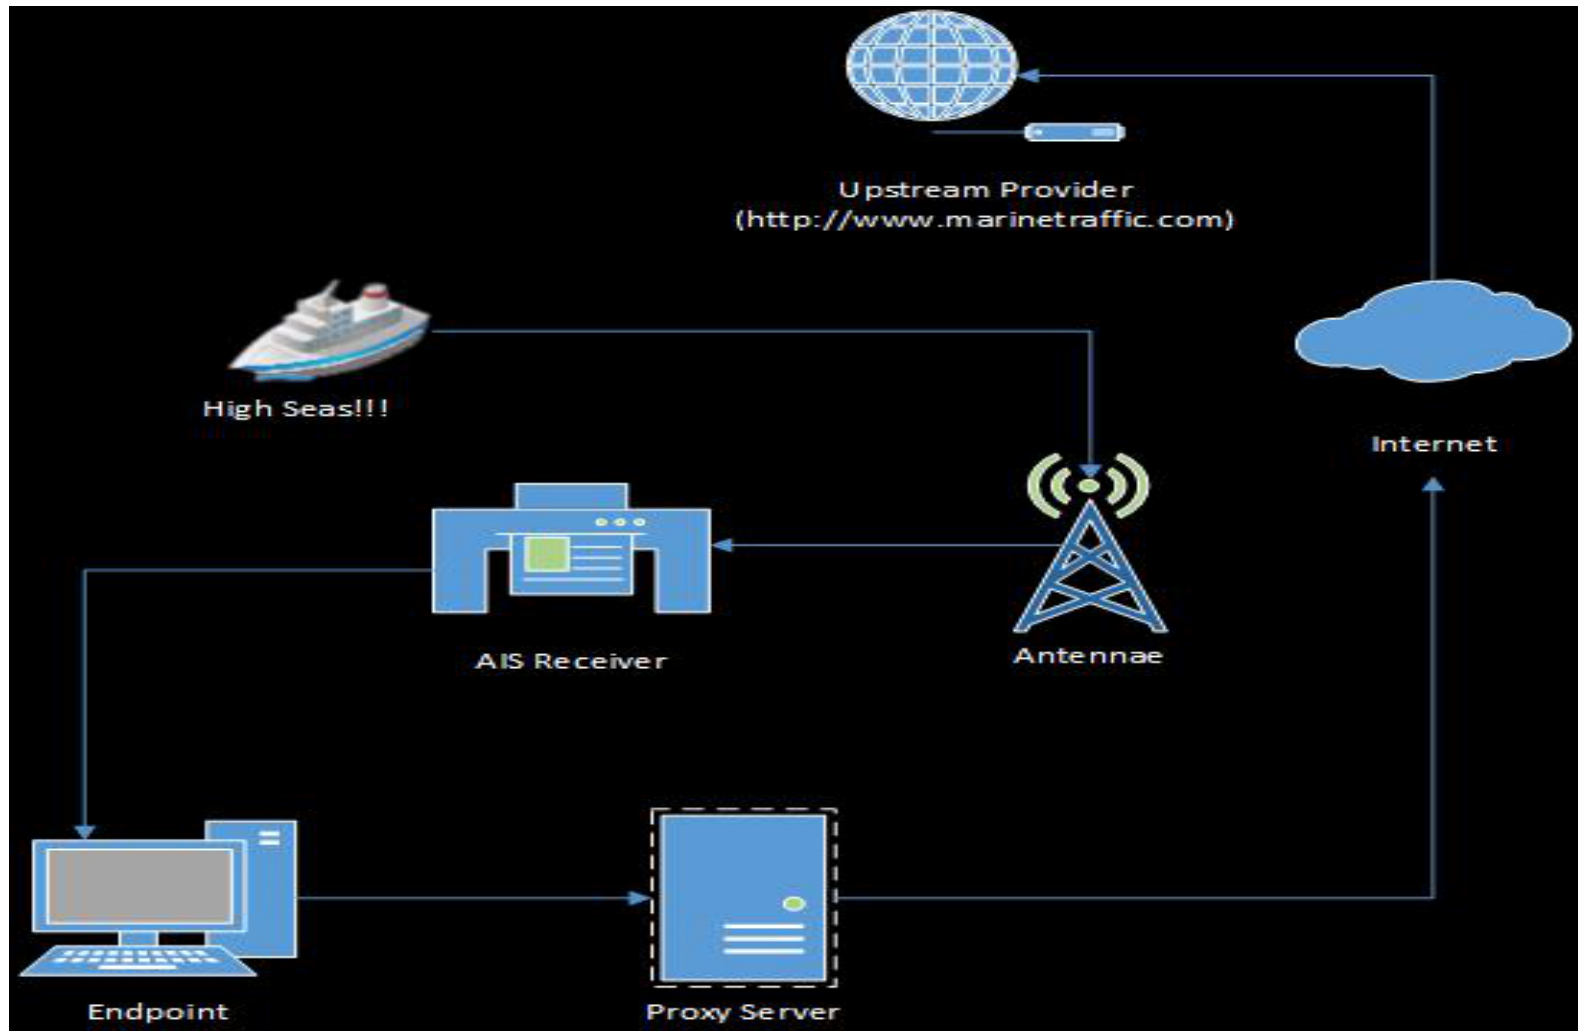 Upstream Provider
(http://www.marinetraffic.com)
High Seas!!!
Internet
AIS Receiver
Antennae
Endpoint
Proxy Server